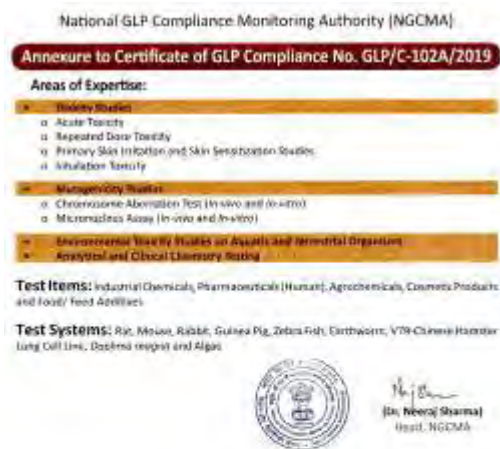 National GLP Compliance Monitoring Authority (NGCMA)
Annexure to Certificate of GLP Compliance No. GLP/C-102A/2019
Areas of Expertise:
Toxicity Studies
Acute Toxicity
Repeated Dose Toxicity
Primary Skin Irritation and Skin Sensitization Studies
Inhalation Toxicity
Mutagenicity Studies
Chromosome Aberration Test (In vivo and In-vitro)
Micronucleus Assay (In-vivo and In-vitro)
Environmental Toxicity Studies on Aquatic and Terrestrial Organisms
Analytical and Clinical Chemistry Testing
Test Items: Industrial Chemicals, Pharmaceuticals (Human), Agrochemicals, Cosmetic Products
and Food/ Feed Additives
Test Systems: Rat, Mouse, Rabbit, Guinea Pig, Zebra Fish, Earthworm, V79-Chinese Hamster
Lung Cell Line, Daphnia magna and Algae
(Dr. Neeraj Sharma)
Head, NGCMA